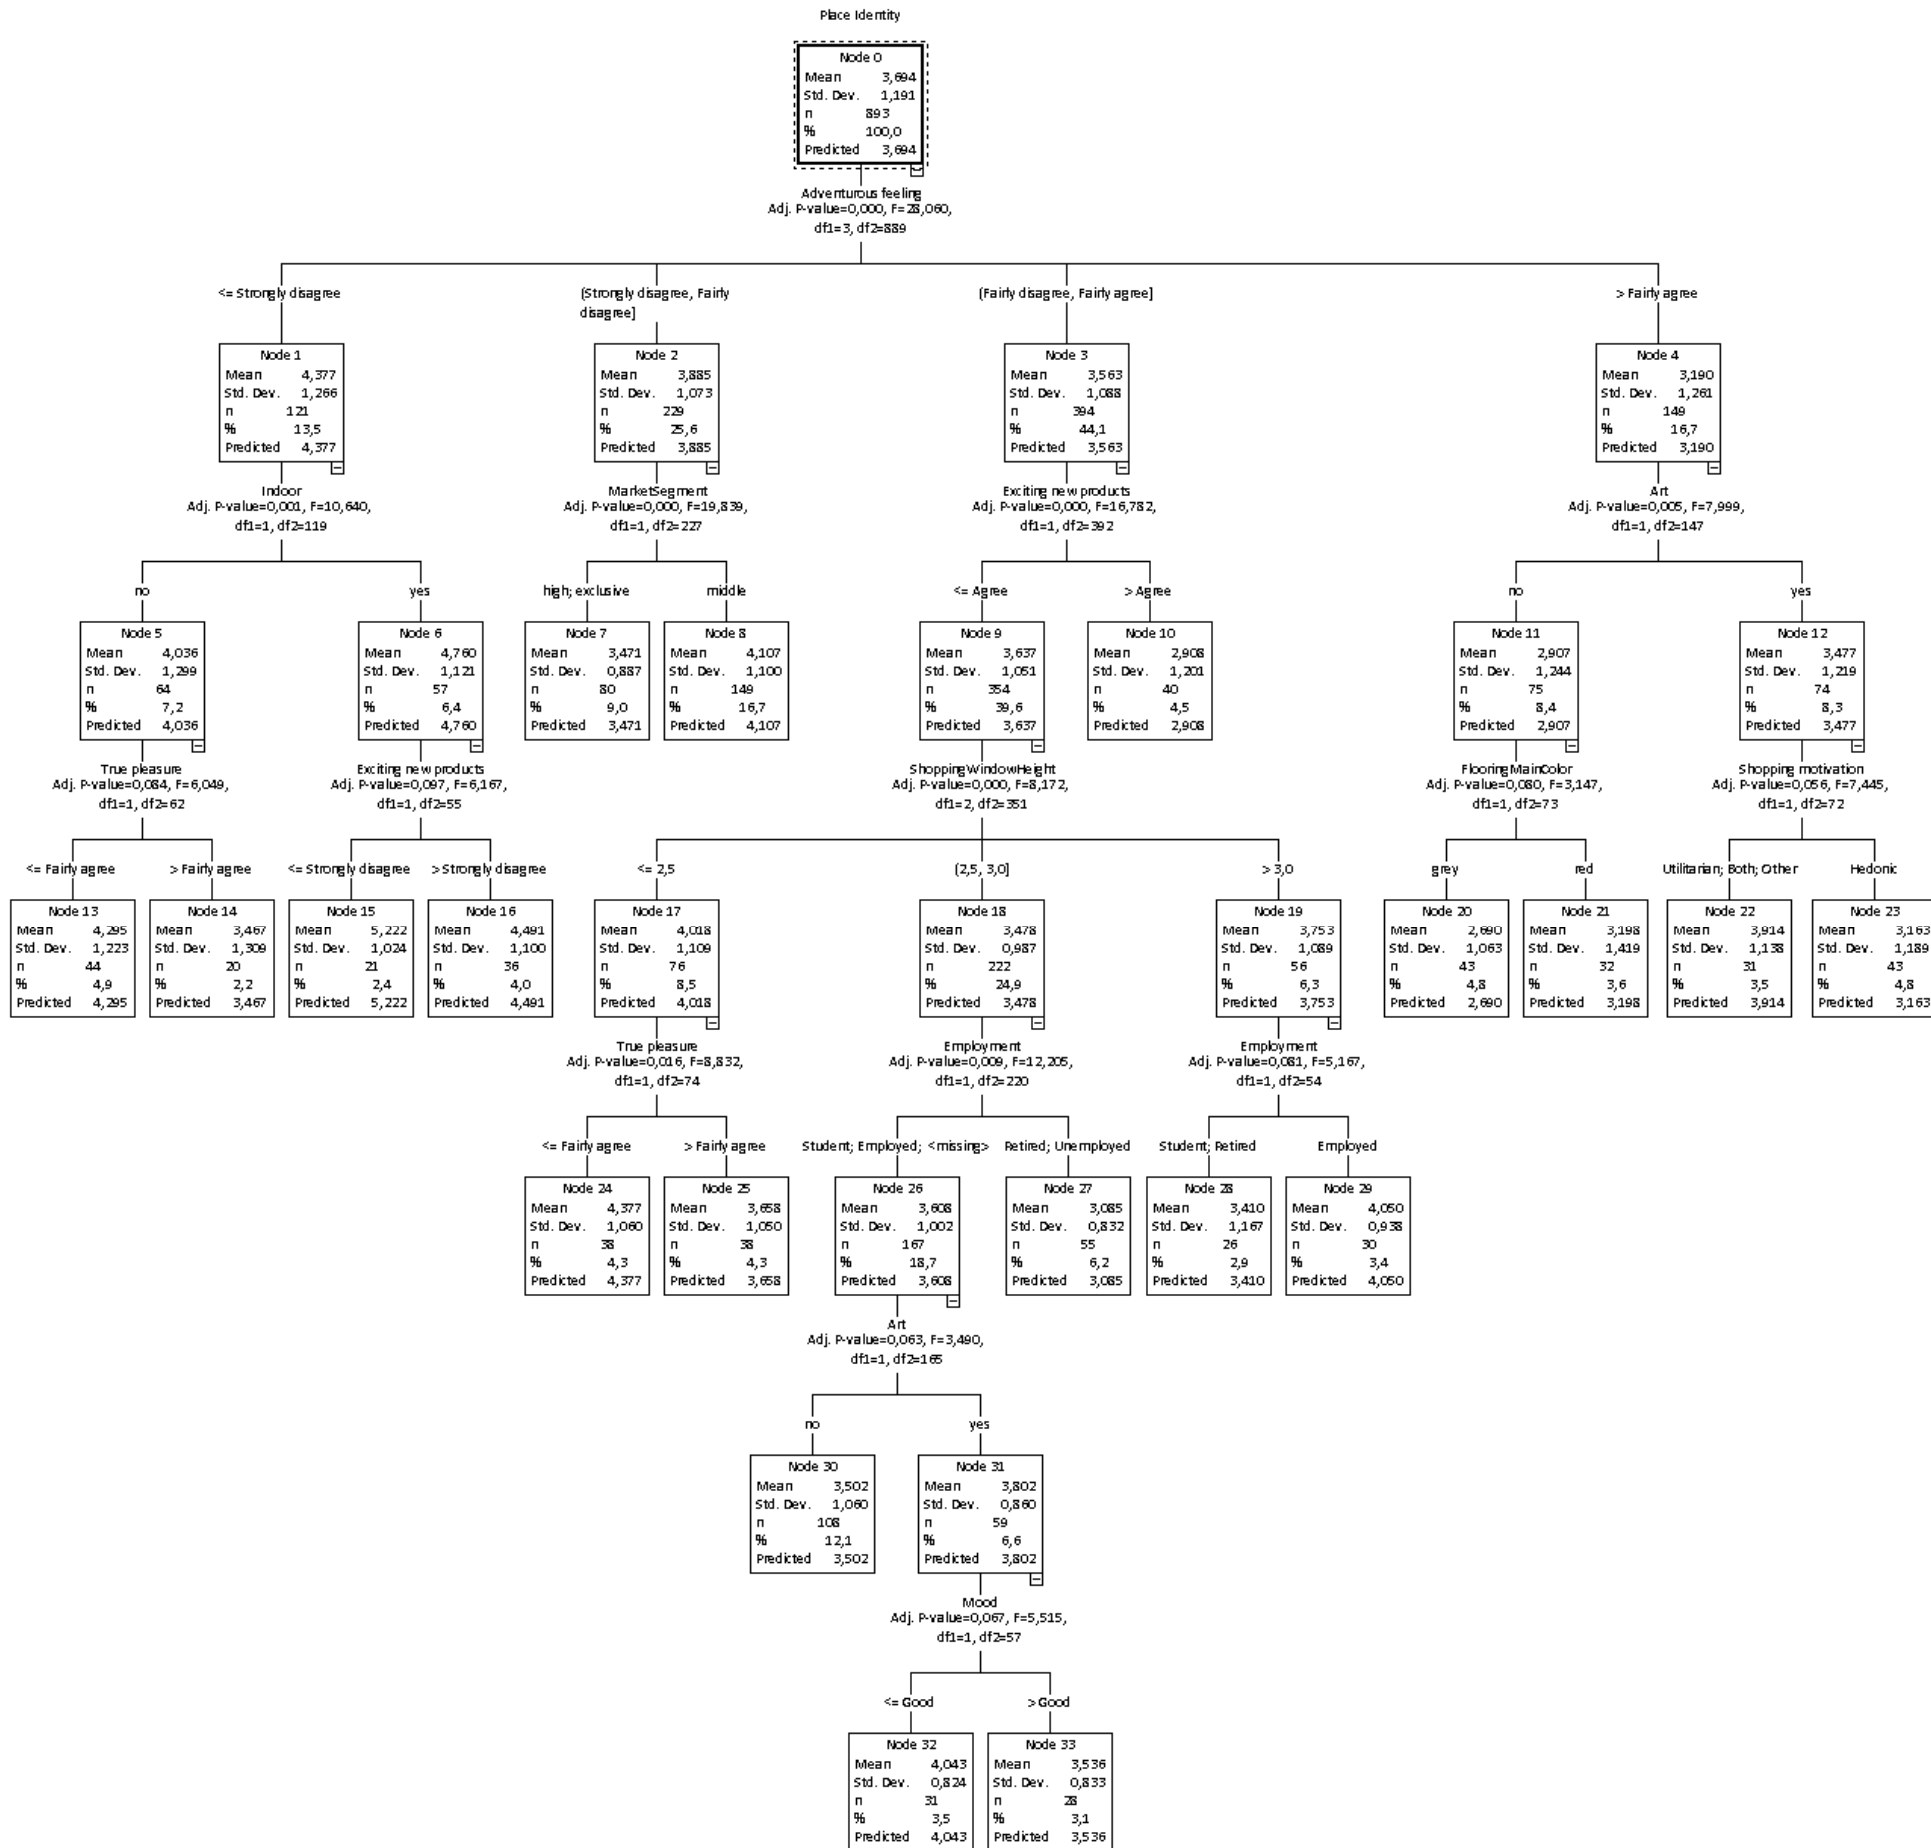 Place Identity
Node 0
Mean 3,694
Std. Dev. 1,191
n 893
% 100,0
Predicted 3,694
Adventurous feeling
Adj. P-value=0,000, F=28,060,
df1=3, df2=889
<= Strongly disagree
(Strongly disagree, Fairly
disagree]
(Fairly disagree, Fairly agree]
> Fairly agree
Node 1
Mean 4,377
Std. Dev. 1,266
n 121
% 13,5
Predicted 4,377
Node 2
Mean 3,885
Std. Dev. 1,073
n 229
% 25,6
Predicted 3,885
Node 3
Mean 3,563
Std. Dev. 1,088
n 394
% 44,1
Predicted 3,563
Node 4
Mean 3,190
Std. Dev. 1,261
n 149
% 16,7
Predicted 3,190
Indoor
Adj. P-value=0,001, F=10,640,
df1=1, df2=119
MarketSegment
Adj. P-value=0,000, F=19,839,
df1=1, df2=227
Exciting new products
Adj. P-value=0,000, F=16,782,
df1=1, df2=392
Art
Adj. P-value=0,005, F=7,999,
df1=1, df2=147
no
yes
high; exclusive
middle
<= Agree
> Agree
no
yes
Node 5
Mean 4,036
Std. Dev. 1,299
n 64
% 7,2
Predicted 4,036
Node 6
Mean 4,760
Std. Dev. 1,121
n 57
% 6,4
Predicted 4,760
Node 7
Mean 3,471
Std. Dev. 0,887
n 80
% 9,0
Predicted 3,471
Node 8
Mean 4,107
Std. Dev. 1,100
n 149
% 16,7
Predicted 4,107
Node 9
Mean 3,637
Std. Dev. 1,051
n 354
% 39,6
Predicted 3,637
Node 10
Mean 2,908
Std. Dev. 1,201
n 40
% 4,5
Predicted 2,908
Node 11
Mean 2,907
Std. Dev. 1,244
n 75
% 8,4
Predicted 2,907
Node 12
Mean 3,477
Std. Dev. 1,219
n 74
% 8,3
Predicted 3,477
True pleasure
Adj. P-value=0,084, F=6,049,
df1=1, df2=62
Exciting new products
Adj. P-value=0,097, F=6,167,
df1=1, df2=55
ShoppingWindowHeight
Adj. P-value=0,000, F=8,172,
df1=2, df2=351
FlooringMainColor
Adj. P-value=0,080, F=3,147,
df1=1, df2=73
Shopping motivation
Adj. P-value=0,056, F=7,445,
df1=1, df2=72
<= Fairly agree
> Fairly agree
<= Strongly disagree
> Strongly disagree
<= 2,5
(2,5, 3,0]
> 3,0
grey
red
Utilitarian; Both; Other
Hedonic
Node 13
Mean 4,295
Std. Dev. 1,223
n 44
% 4,9
Predicted 4,295
Node 14
Mean 3,467
Std. Dev. 1,309
n 20
% 2,2
Predicted 3,467
Node 15
Mean 5,222
Std. Dev. 1,024
n 21
% 2,4
Predicted 5,222
Node 16
Mean 4,491
Std. Dev. 1,100
n 36
% 4,0
Predicted 4,491
Node 17
Mean 4,018
Std. Dev. 1,109
n 76
% 8,5
Predicted 4,018
Node 18
Mean 3,478
Std. Dev. 0,987
n 222
% 24,9
Predicted 3,478
Node 19
Mean 3,753
Std. Dev. 1,089
n 56
% 6,3
Predicted 3,753
Node 20
Mean 2,690
Std. Dev. 1,063
n 43
% 4,8
Predicted 2,690
Node 21
Mean 3,198
Std. Dev. 1,419
n 32
% 3,6
Predicted 3,198
Node 22
Mean 3,914
Std. Dev. 1,138
n 31
% 3,5
Predicted 3,914
Node 23
Mean 3,163
Std. Dev. 1,189
n 43
% 4,8
Predicted 3,163
True pleasure
Adj. P-value=0,016, F=8,832,
df1=1, df2=74
Employment
Adj. P-value=0,009, F=12,205,
df1=1, df2=220
Employment
Adj. P-value=0,081, F=5,167,
df1=1, df2=54
<= Fairly agree
> Fairly agree
Student; Employed; <missing>
Retired; Unemployed
Student; Retired
Employed
Node 24
Mean 4,377
Std. Dev. 1,060
n 38
% 4,3
Predicted 4,377
Node 25
Mean 3,658
Std. Dev. 1,050
n 38
% 4,3
Predicted 3,658
Node 26
Mean 3,608
Std. Dev. 1,002
n 167
% 18,7
Predicted 3,608
Node 27
Mean 3,085
Std. Dev. 0,832
n 55
% 6,2
Predicted 3,085
Node 28
Mean 3,410
Std. Dev. 1,167
n 26
% 2,9
Predicted 3,410
Node 29
Mean 4,050
Std. Dev. 0,938
n 30
% 3,4
Predicted 4,050
Art
Adj. P-value=0,063, F=3,490,
df1=1, df2=165
no
yes
Node 30
Mean 3,502
Std. Dev. 1,060
n 108
% 12,1
Predicted 3,502
Node 31
Mean 3,802
Std. Dev. 0,860
n 59
% 6,6
Predicted 3,802
Mood
Adj. P-value=0,067, F=5,515,
df1=1, df2=57
<= Good
> Good
Node 32
Mean 4,043
Std. Dev. 0,824
n 31
% 3,5
Predicted 4,043
Node 33
Mean 3,536
Std. Dev. 0,833
n 28
% 3,1
Predicted 3,536